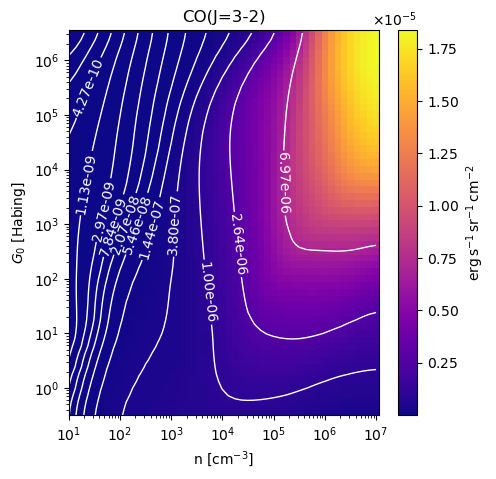 CO(J=3-2)
×10⁻⁵
10⁶
10⁵
10⁴
10³
10²
10¹
10⁰
G₀ [Habing]
4.27e-10
1.13e-09
2.97e-09
7.84e-09
2.07e-08
5.46e-08
1.44e-07
3.80e-07
1.00e-06
2.64e-06
6.97e-06
10¹ 10² 10³ 10⁴ 10⁵ 10⁶ 10⁷
n [cm⁻³]
1.75
1.50
1.25
1.00
0.75
0.50
0.25
erg s⁻¹ sr⁻¹ cm⁻²